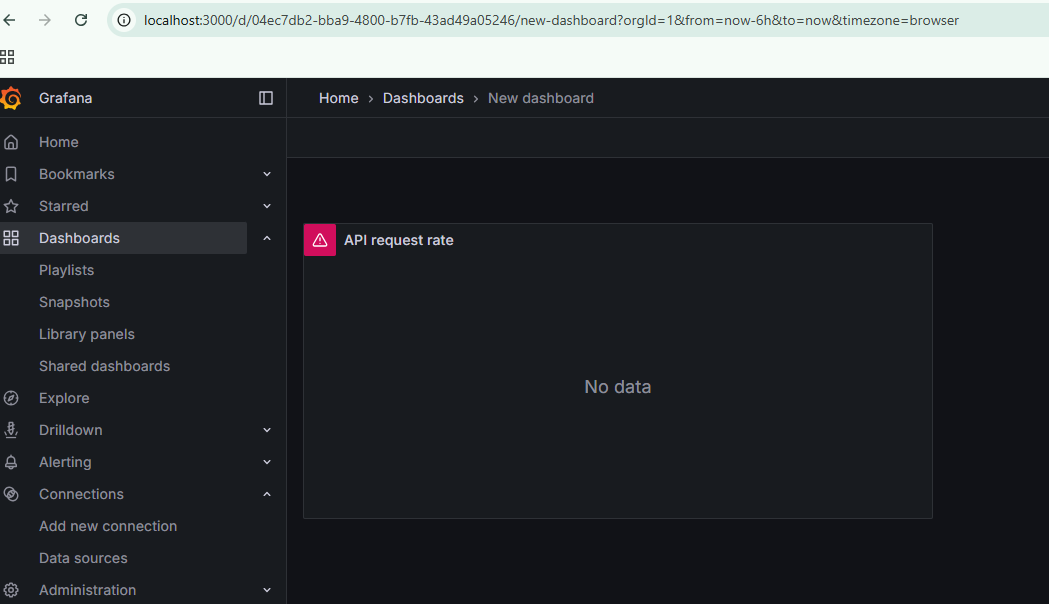 localhost:3000/d/04ec7db2-bba9-4800-b7fb-43ad49a05246/new-dashboard?orgId=1&from=now-6h&to=now&timezone=browser
Grafana
Home › Dashboards › New dashboard
Home
Bookmarks
Starred
Dashboards
Playlists
Snapshots
Library panels
Shared dashboards
Explore
Drilldown
Alerting
Connections
Add new connection
Data sources
Administration
API request rate
No data